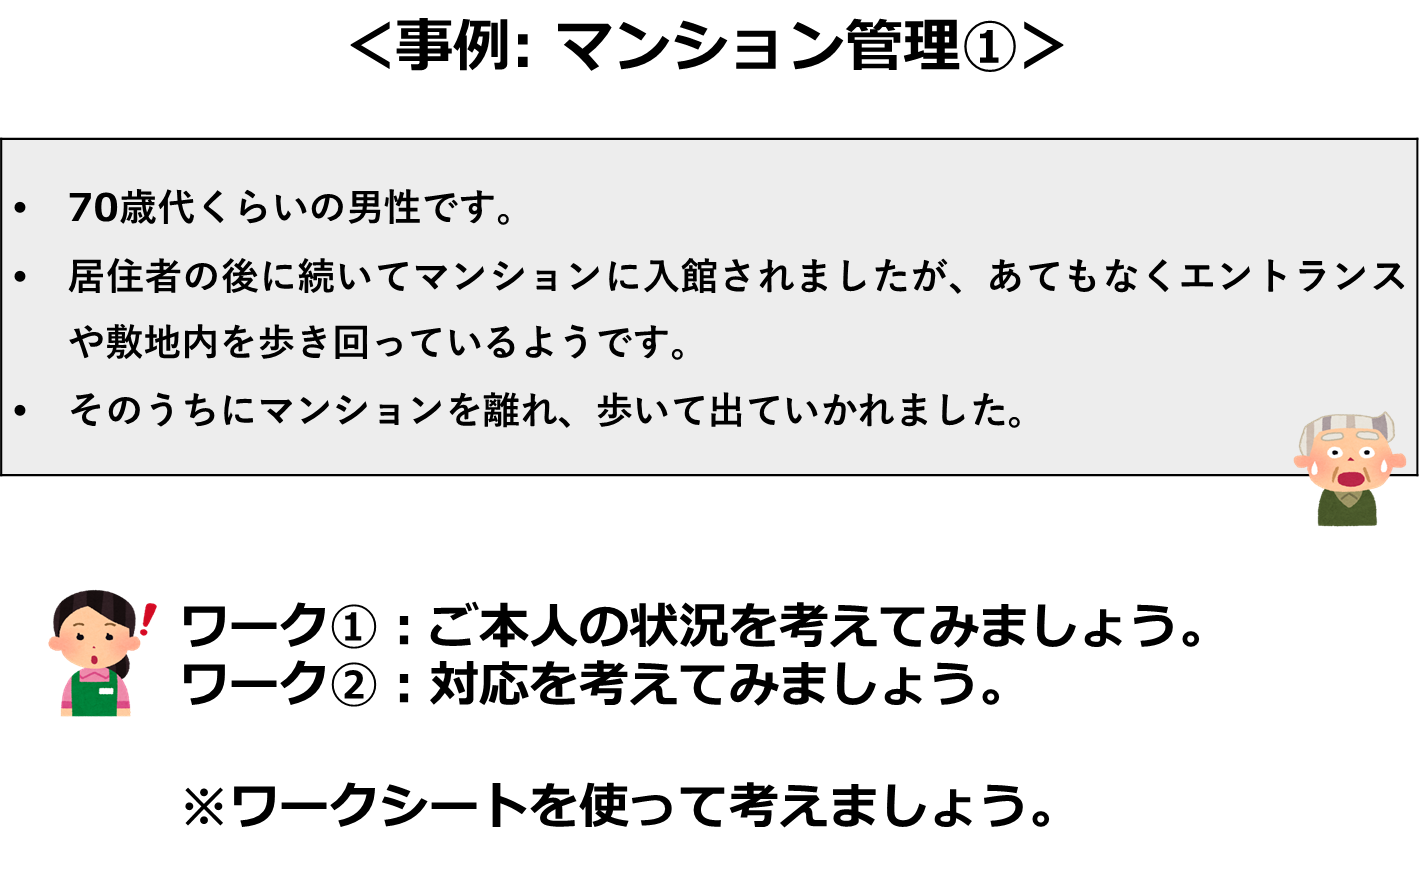 ＜事例: マンション管理①＞
• 70歳代くらいの男性です。
• 居住者の後に続いてマンションに入館されましたが、あてもなくエントランス
や敷地内を歩き回っているようです。
• そのうちにマンションを離れ、歩いて出ていかれました。
ワーク①：ご本人の状況を考えてみましょう。
ワーク②：対応を考えてみましょう。
※ワークシートを使って考えましょう。